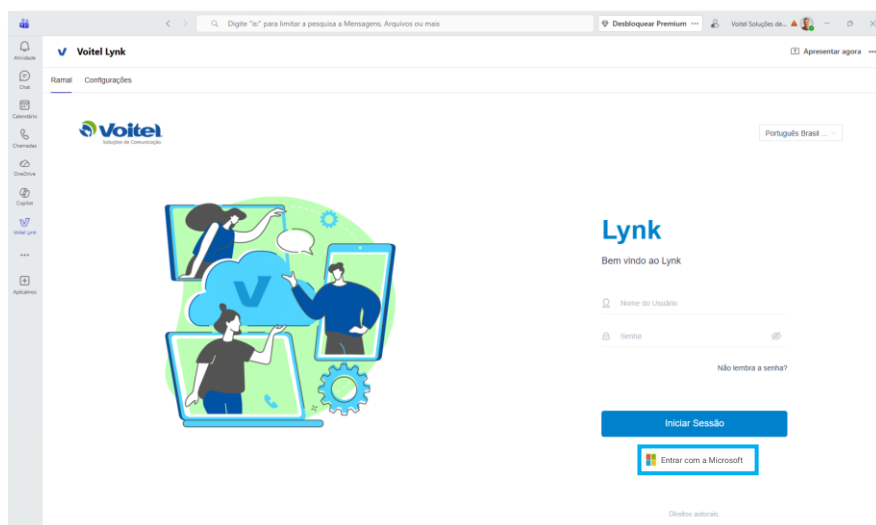 Digite "is:" para limitar a pesquisa a Mensagens, Arquivos ou mais
Desbloquear Premium
Voitel Soluções de...
Atividade
Chat
Calendário
Chamadas
OneDrive
Copilot
Voitel Lynk
Aplicativos
Voitel Lynk
Apresentar agora
Ramal Configurações
Voitel
Soluções de Comunicação
Português Brasil ...
Lynk
Bem vindo ao Lynk
Nome do Usuário
Senha
Não lembra a senha?
Iniciar Sessão
Entrar com a Microsoft
Direitos autorais.